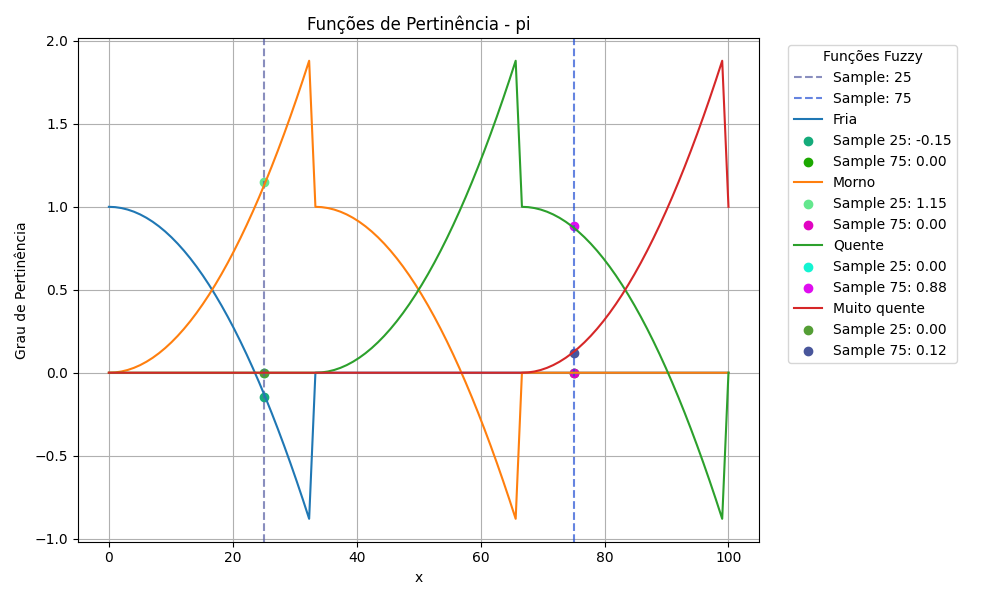 Funções de Pertinência - pi
Grau de Pertinência
2.0
1.5
1.0
0.5
0.0
−0.5
−1.0
0 20 40 60 80 100
x
Funções Fuzzy
Sample: 25
Sample: 75
Fria
Sample 25: -0.15
Sample 75: 0.00
Morno
Sample 25: 1.15
Sample 75: 0.00
Quente
Sample 25: 0.00
Sample 75: 0.88
Muito quente
Sample 25: 0.00
Sample 75: 0.12